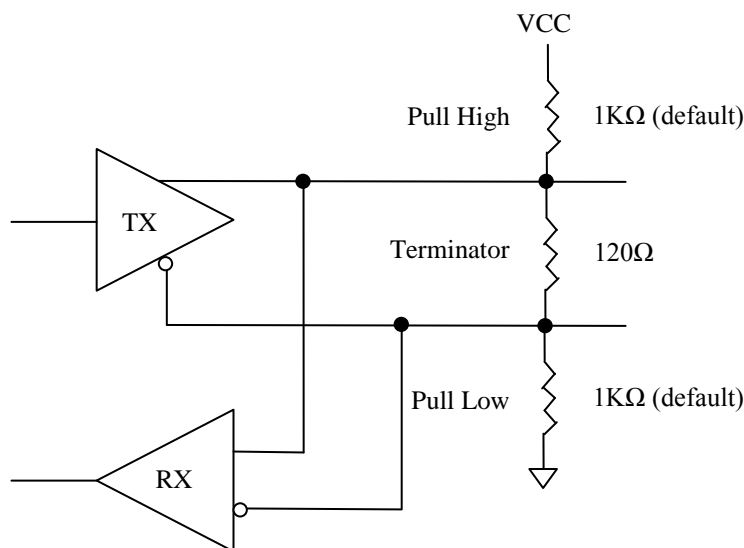 VCC
Pull High 1KΩ (default)
TX
Terminator 120Ω
Pull Low 1KΩ (default)
RX